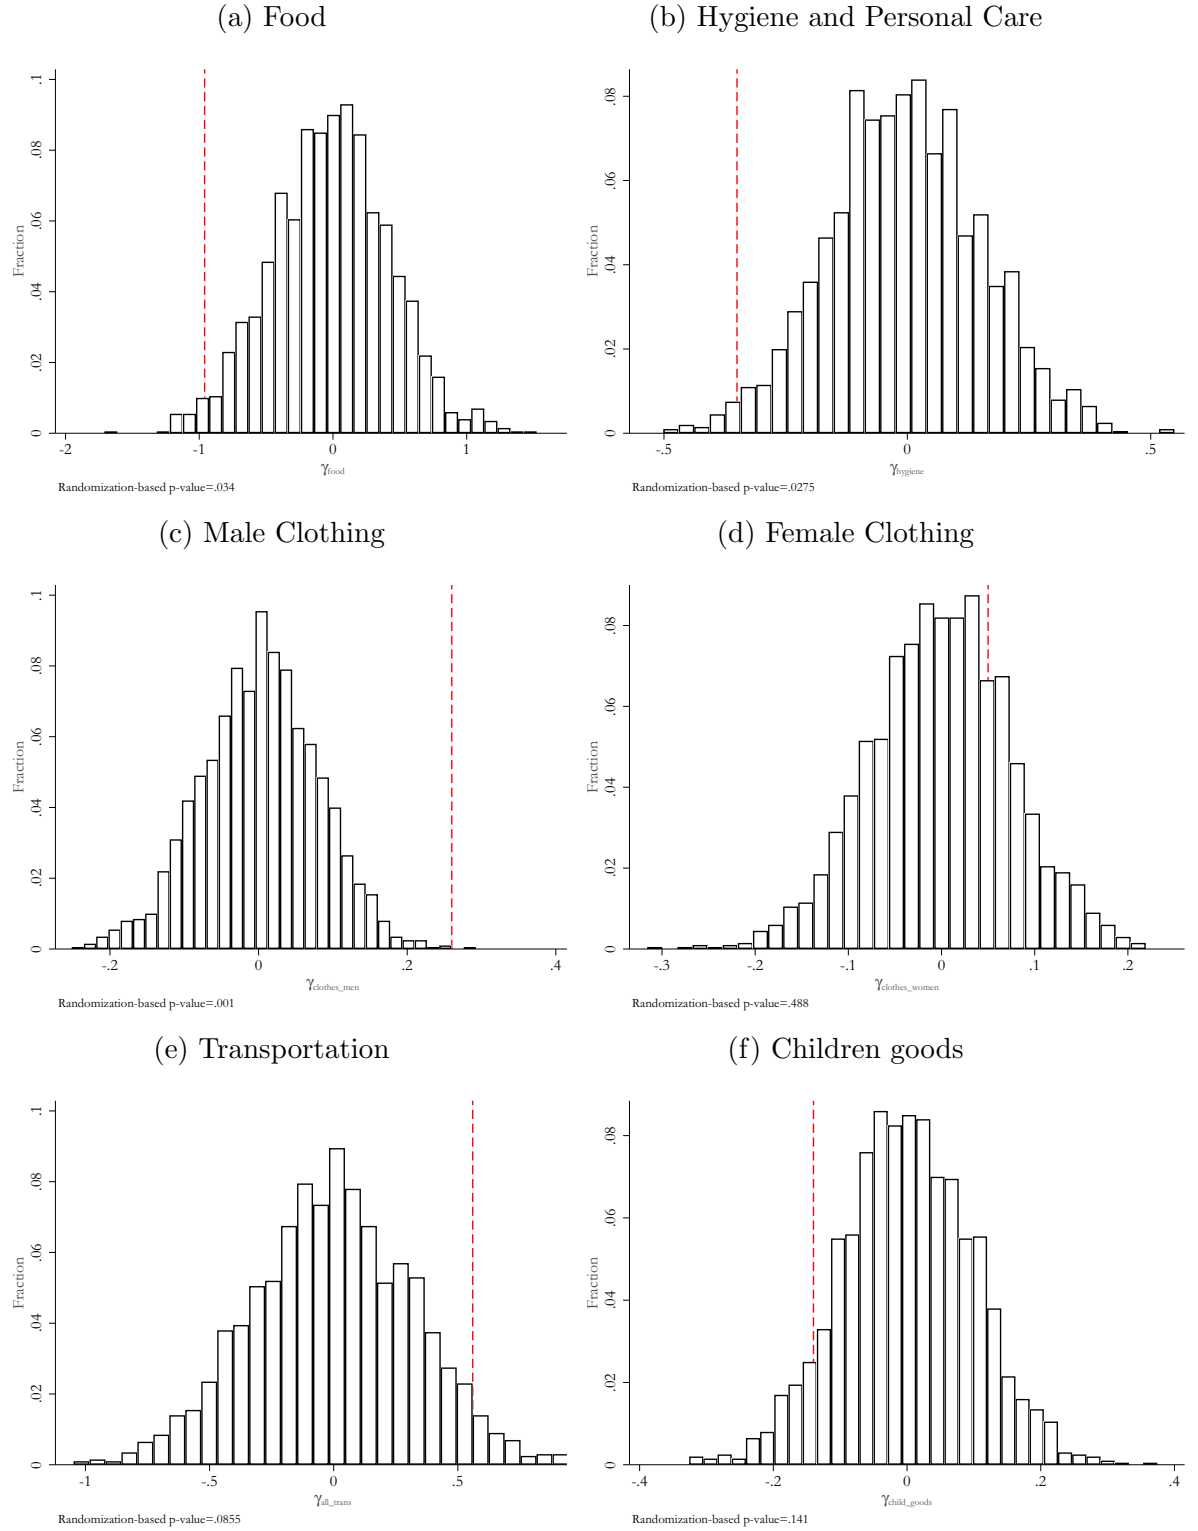 (a) Food
(b) Hygiene and Personal Care
Fraction
0 .02 .04 .06 .08 .1
-2 -1 0 1
γfood
Randomization-based p-value=.034
Fraction
0 .02 .04 .06 .08
-.5 0 .5
γhygiene
Randomization-based p-value=.0275
(c) Male Clothing
(d) Female Clothing
Fraction
0 .02 .04 .06 .08 .1
-.2 0 .2 .4
γclothes_men
Randomization-based p-value=.001
Fraction
0 .02 .04 .06 .08
-.3 -.2 -.1 0 .1 .2
γclothes_women
Randomization-based p-value=.488
(e) Transportation
(f) Children goods
Fraction
0 .02 .04 .06 .08 .1
-1 -.5 0 .5
γall_trans
Randomization-based p-value=.0855
Fraction
0 .02 .04 .06 .08
-.4 -.2 0 .2 .4
γchild_goods
Randomization-based p-value=.141